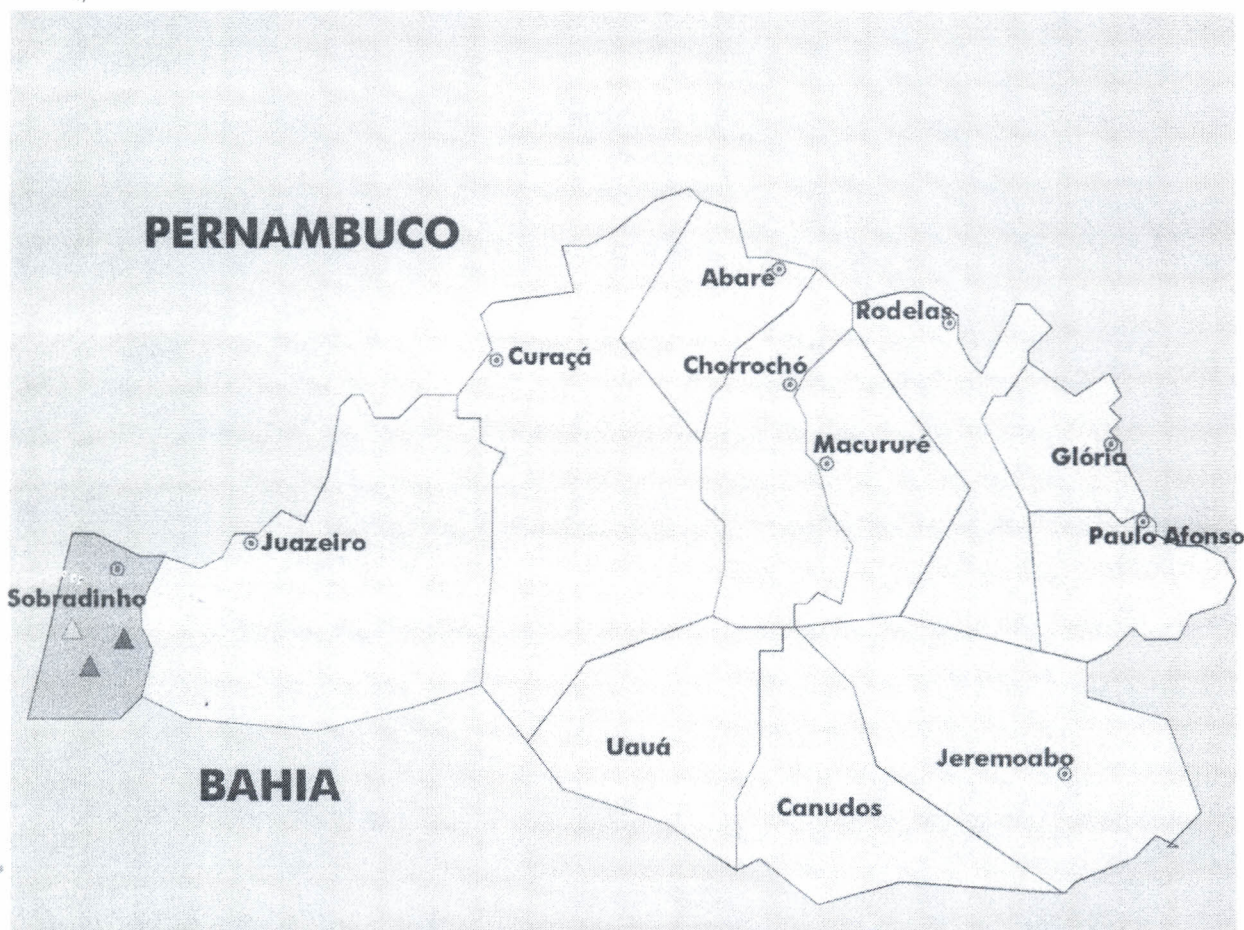 PERNAMBUCO
Abaré
Rodelas
Curaçá
Chorrochó
Macururé
Glória
Paulo Afonso
Juazeiro
Sobradinho
Uauá
Jeremoabo
BAHIA
Canudos